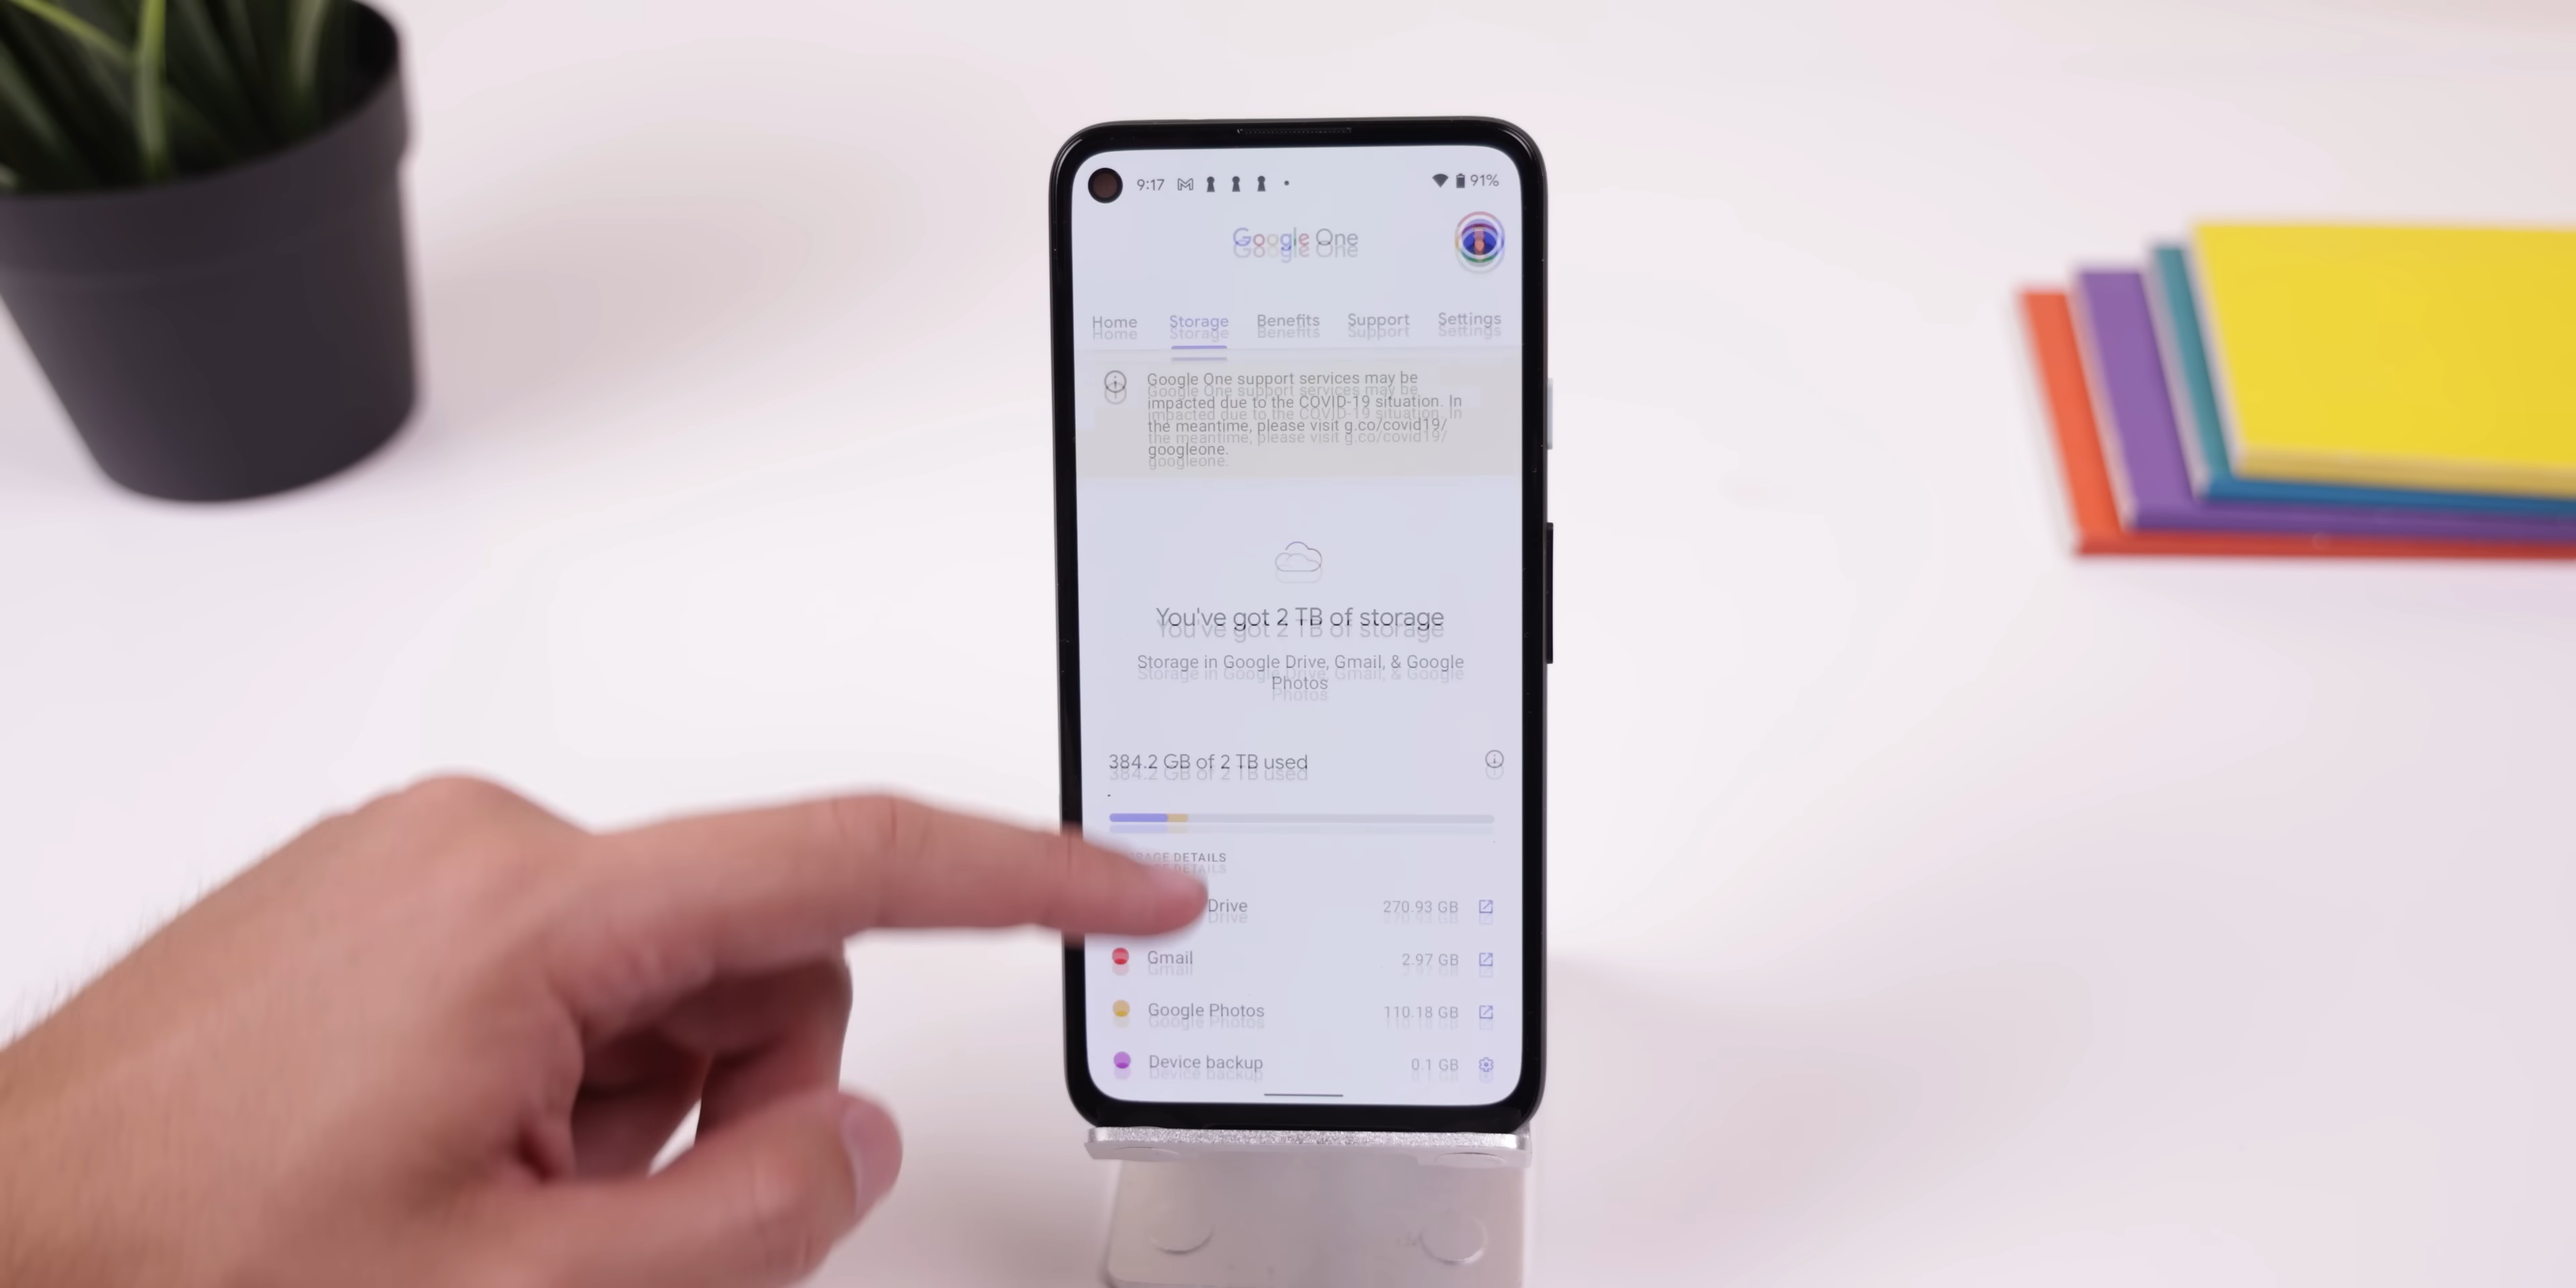 9:17
91%
Google One
Home Storage Benefits Support Settings
Google One support services may be
impacted due to the COVID-19 situation. In
the meantime, please visit g.co/covid19/
googleone.
You've got 2 TB of storage
Storage in Google Drive, Gmail, & Google
Photos
384.2 GB of 2 TB used
DETAILS
Drive 270.93 GB
Gmail 2.97 GB
Google Photos 110.18 GB
Device backup 0.1 GB